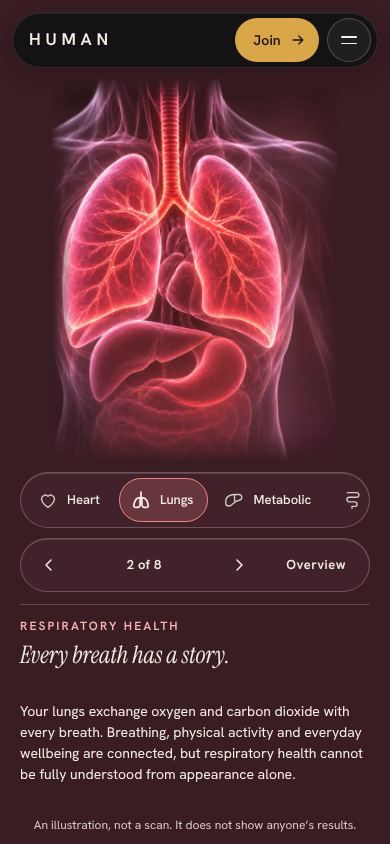 HUMAN
Join →
Heart
Lungs
Metabolic
2 of 8
Overview
RESPIRATORY HEALTH
Every breath has a story.
Your lungs exchange oxygen and carbon dioxide with
every breath. Breathing, physical activity and everyday
wellbeing are connected, but respiratory health cannot
be fully understood from appearance alone.
An illustration, not a scan. It does not show anyone’s results.